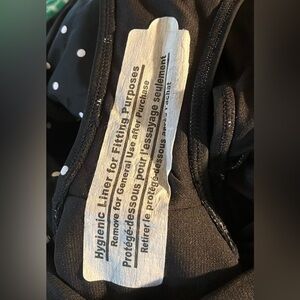 Hygienic Liner for Fitting Purposes
Remove for General Use after Purchase
Protège-dessous pour l'essayage seulement
Retirer le protège-dessous après achat